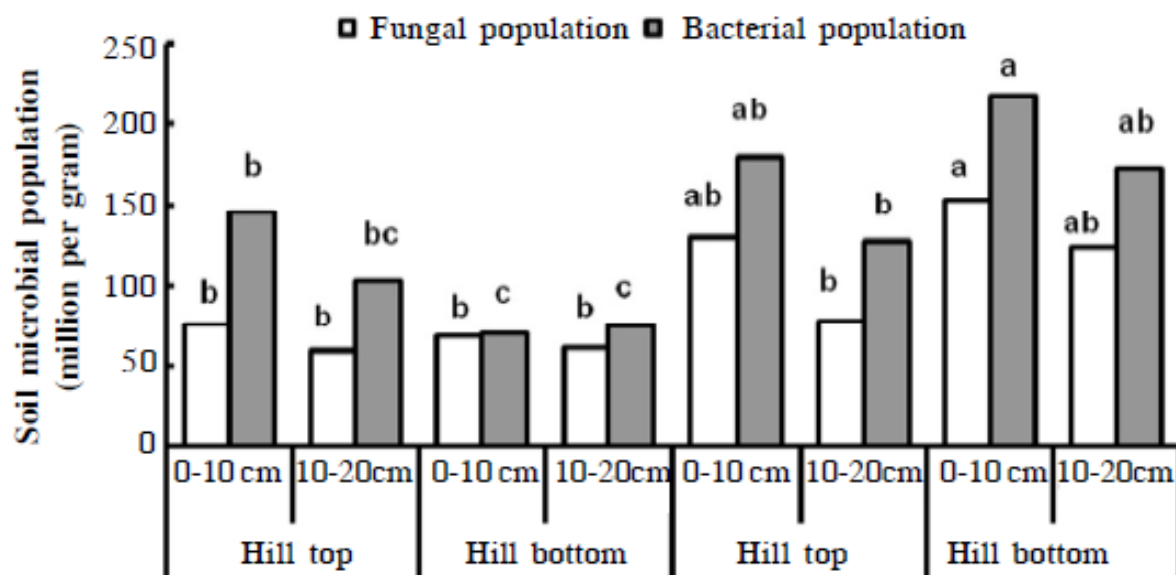 Fungal population Bacterial population
Soil microbial population
(million per gram)
250
200
150
100
50
0
b b b bc b c b c ab ab b b a a ab ab
0-10 cm 10-20cm 0-10 cm 10-20cm 0-10 cm 10-20cm 0-10 cm 10-20cm
Hill top Hill bottom Hill top Hill bottom